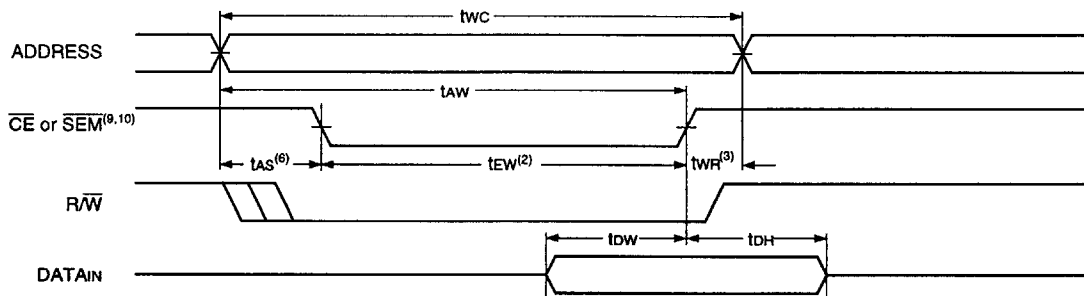 tWC
ADDRESS
tAW
CE or SEM(9,10)
tAS(6)
tEW(2)
tWR(3)
R/W
tDW
tDH
DATAIN